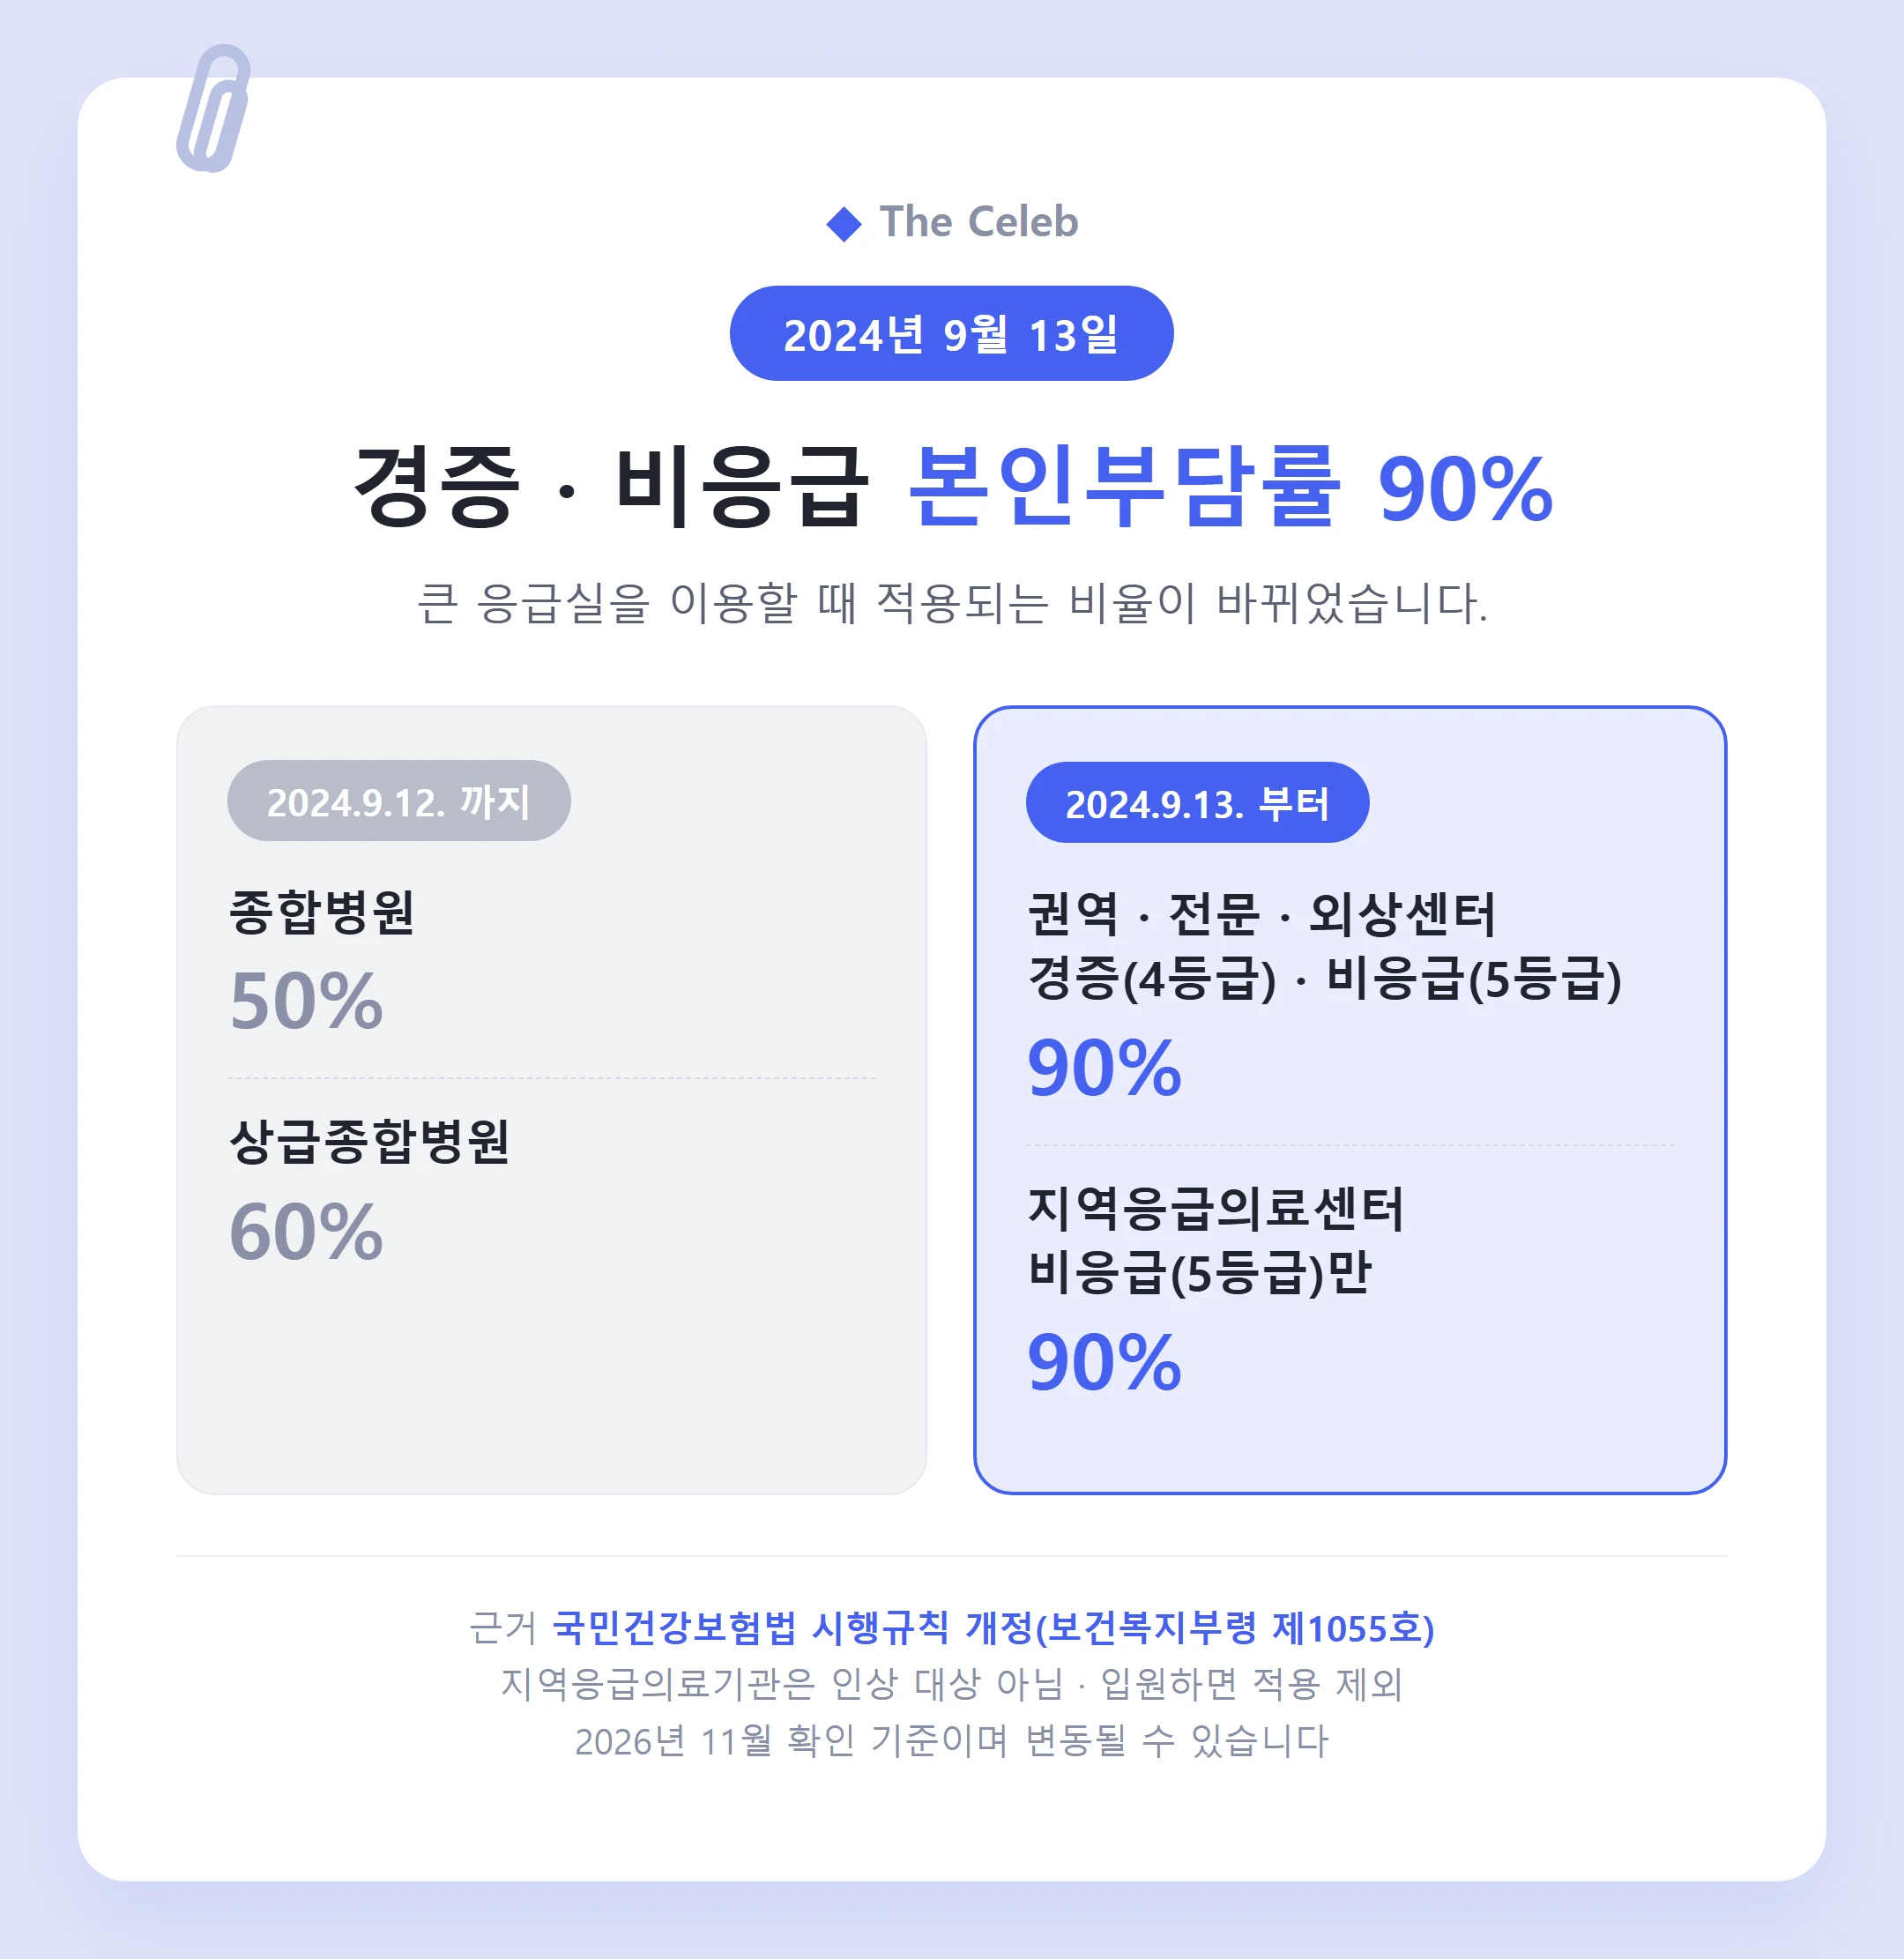 The Celeb
2024년 9월 13일
경증 · 비응급 본인부담률 90%
큰 응급실을 이용할 때 적용되는 비율이 바뀌었습니다.
2024.9.12. 까지
종합병원
50%
상급종합병원
60%
2024.9.13. 부터
권역 · 전문 · 외상센터
경증(4등급) · 비응급(5등급)
90%
지역응급의료센터
비응급(5등급)만
90%
근거 국민건강보험법 시행규칙 개정(보건복지부령 제1055호)
지역응급의료기관은 인상 대상 아님 · 입원하면 적용 제외
2026년 11월 확인 기준이며 변동될 수 있습니다